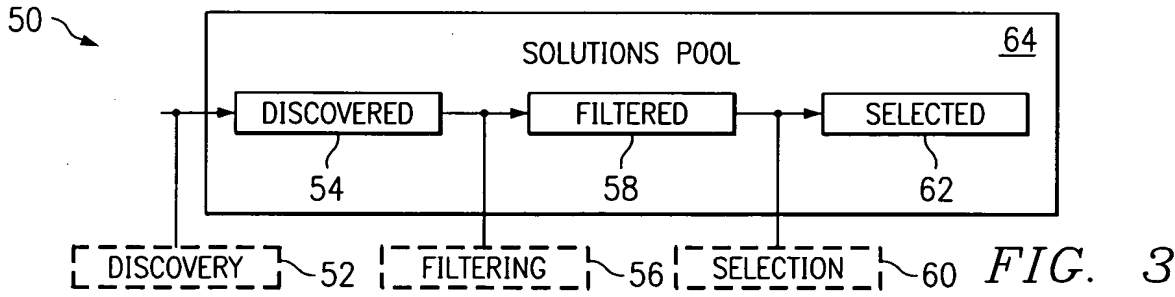 50
SOLUTIONS POOL
64
DISCOVERED
FILTERED
SELECTED
54
58
62
DISCOVERY
52
FILTERING
56
SELECTION
60
FIG. 3